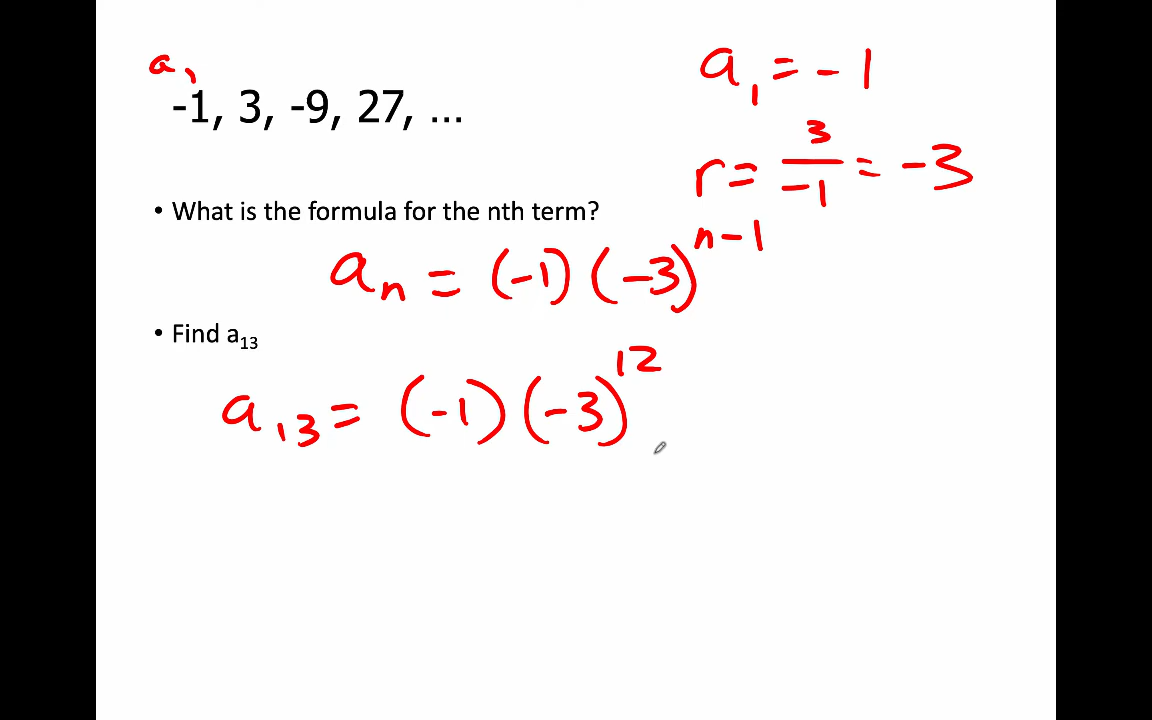 a₁
-1, 3, -9, 27, ...
a₁ = -1
r = 3/-1 = -3
• What is the formula for the nth term?
aₙ = (-1)(-3)ⁿ⁻¹
• Find a₁₃
a₁₃ = (-1)(-3)¹²